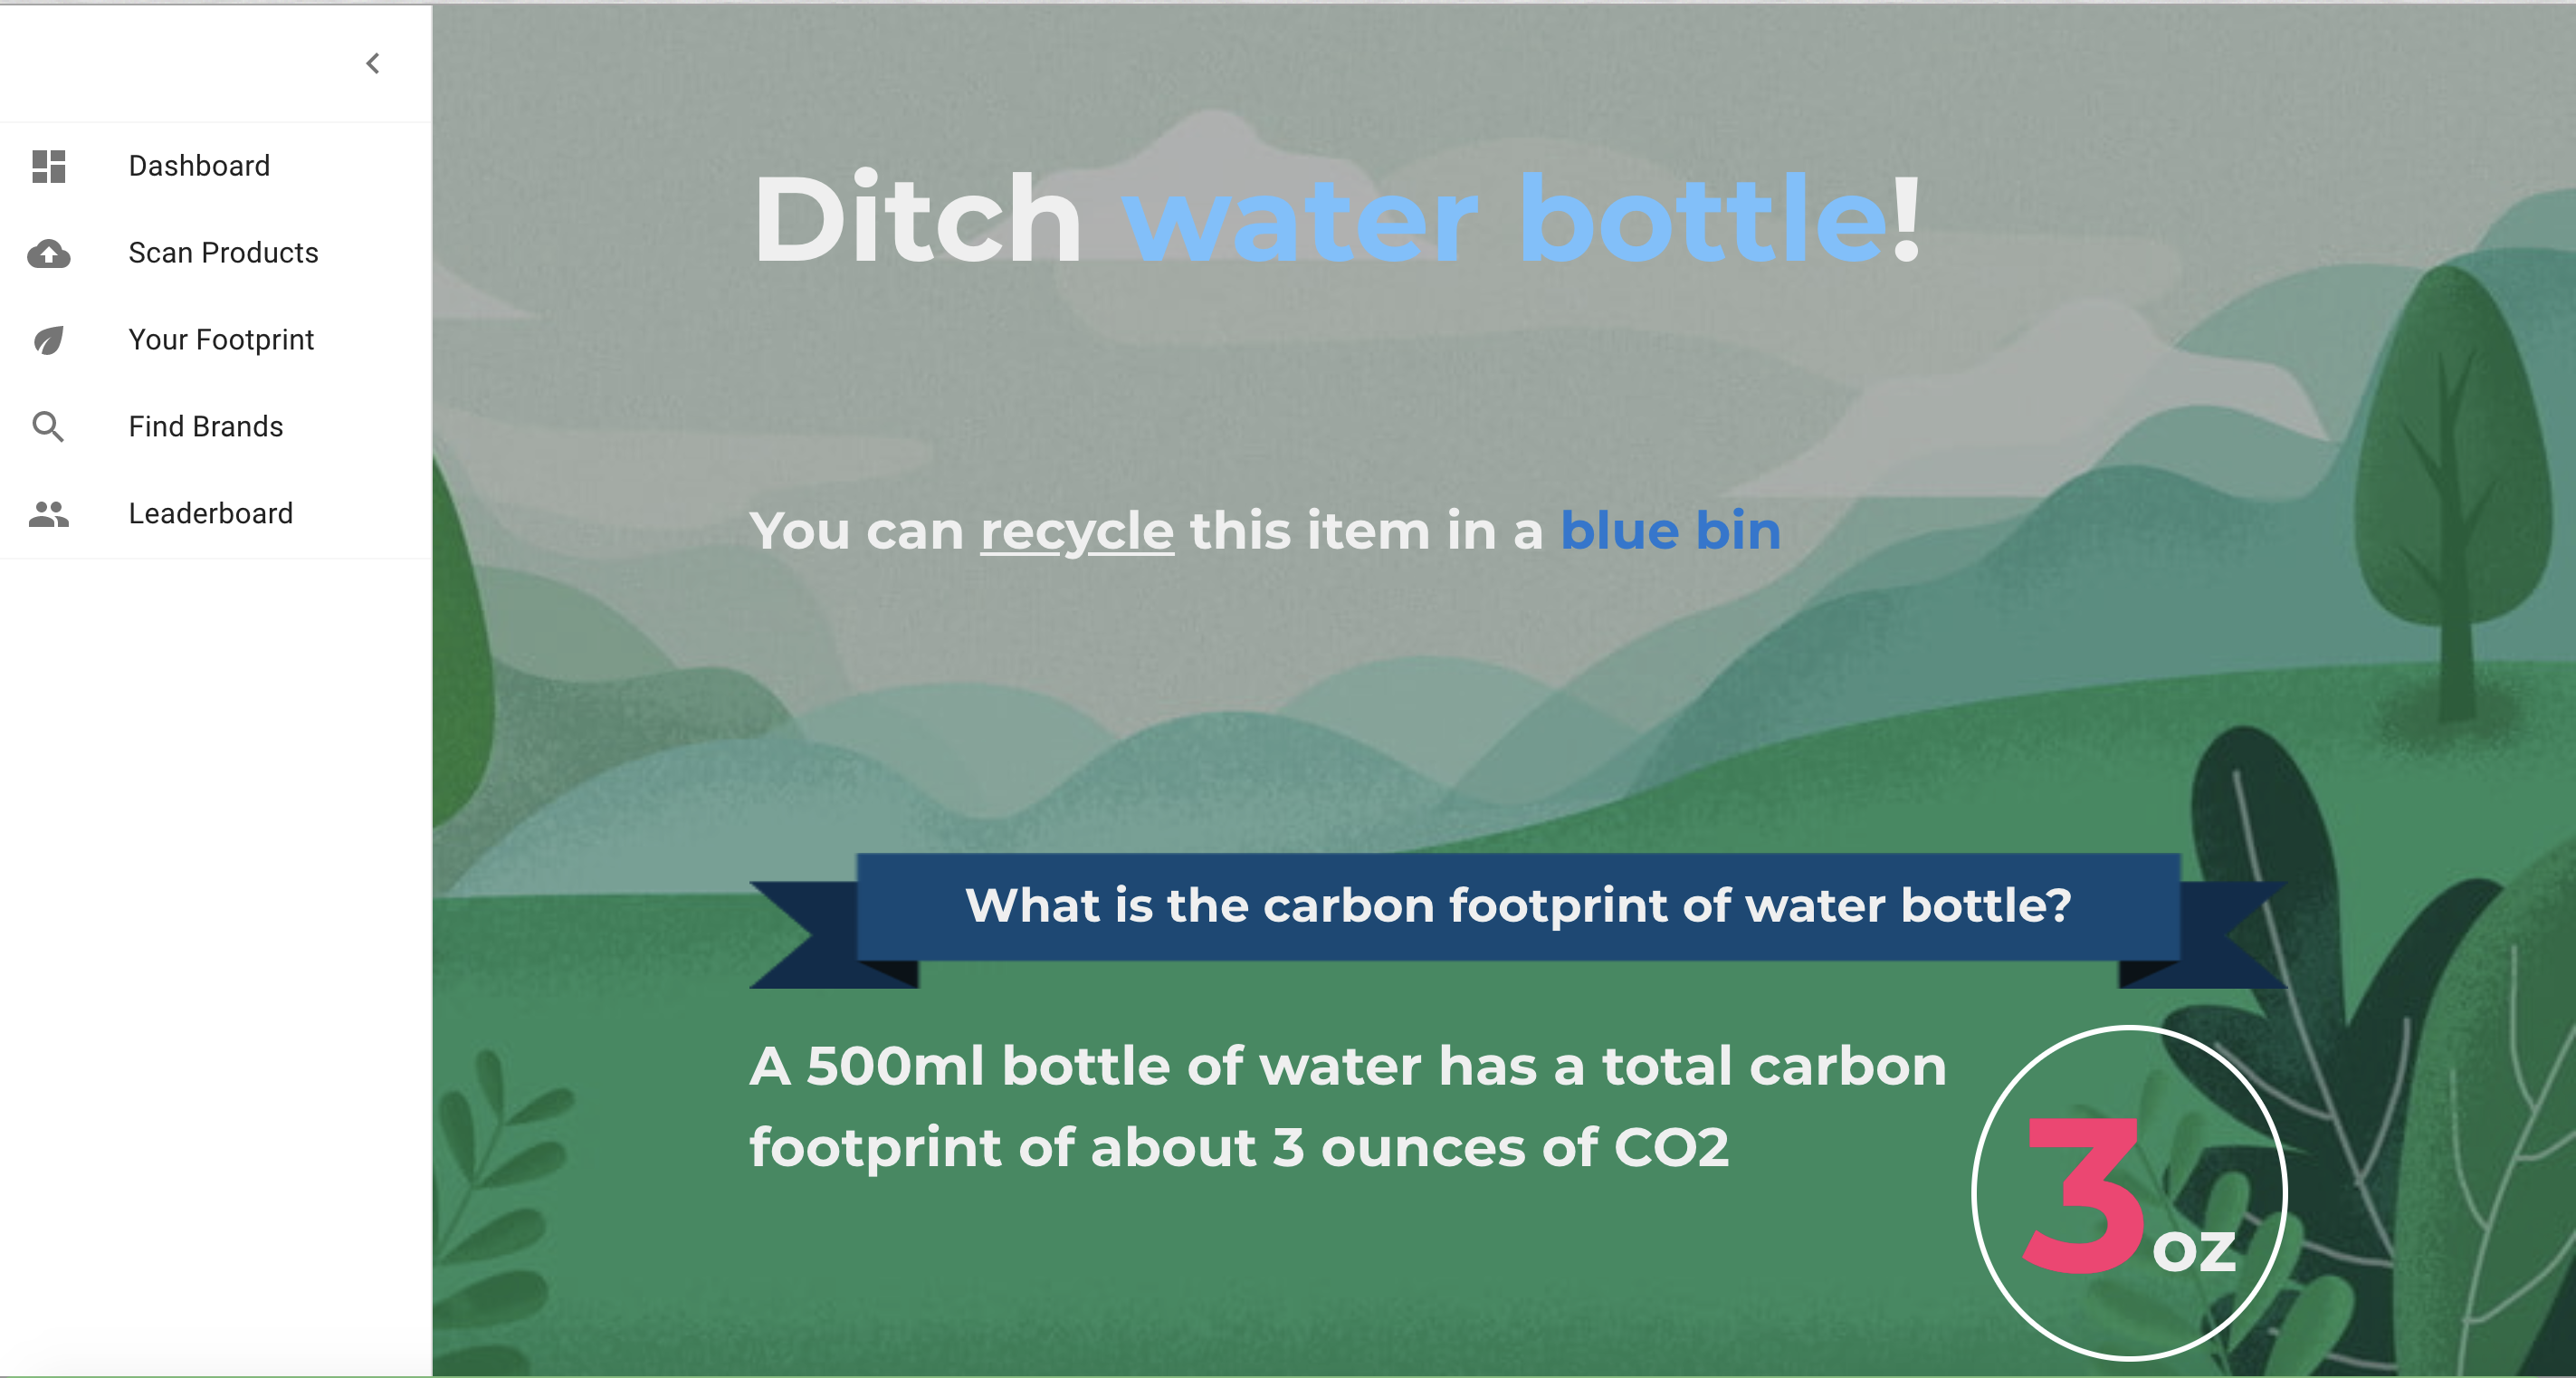 Dashboard
Scan Products
Your Footprint
Find Brands
Leaderboard
Ditch water bottle!
You can recycle this item in a blue bin
What is the carbon footprint of water bottle?
A 500ml bottle of water has a total carbon
footprint of about 3 ounces of CO2
3 oz